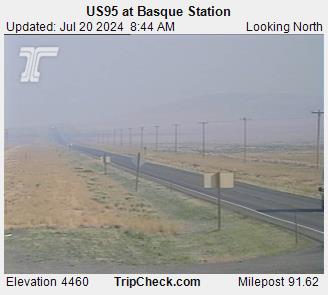 US95 at Basque Station
Updated: Jul 20 2024 8:44 AM Looking North
Elevation 4460 TripCheck.com Milepost 91.62